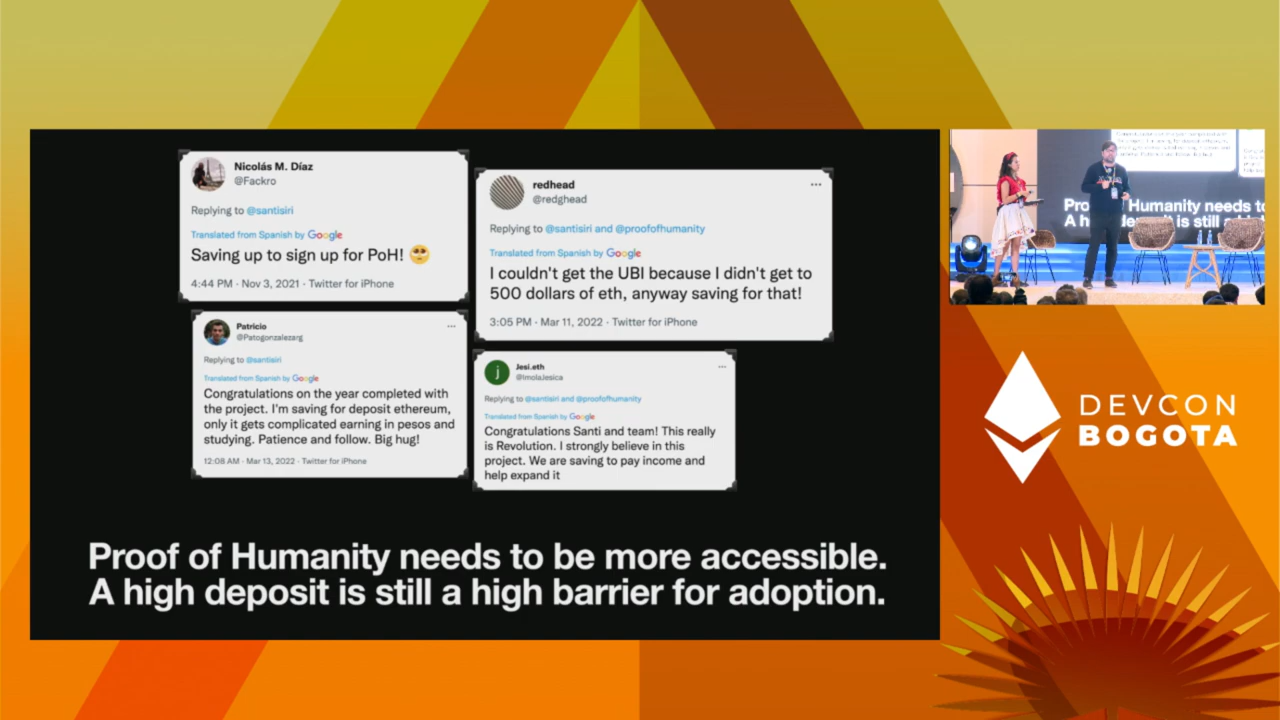 Nicolás M. Díaz
@Fackro
Replying to @santisiri
Translated from Spanish by Google
Saving up to sign up for PoH! 🥺
4:44 PM · Nov 3, 2021 · Twitter for iPhone
redhead
@redghead
Replying to @santisiri and @proofofhumanity
Translated from Spanish by Google
I couldn't get the UBI because I didn't get to
500 dollars of eth, anyway saving for that!
3:05 PM · Mar 11, 2022 · Twitter for iPhone
Patricio
@Patogonzalezarg
Replying to @santisiri
Translated from Spanish by Google
Congratulations on the year completed with
the project. I'm saving for deposit ethereum,
only it gets complicated earning in pesos and
studying. Patience and follow. Big hug!
12:08 AM · Mar 13, 2022 · Twitter for iPhone
j
Jesi.eth
@ImolaJesica
Replying to @santisiri and @proofofhumanity
Translated from Spanish by Google
Congratulations Santi and team! This really
is Revolution. I strongly believe in this
project. We are saving to pay income and
help expand it
Proof of Humanity needs to be more accessible.
A high deposit is still a high barrier for adoption.
Humanity needs to
is still a
DEVCON
BOGOTA